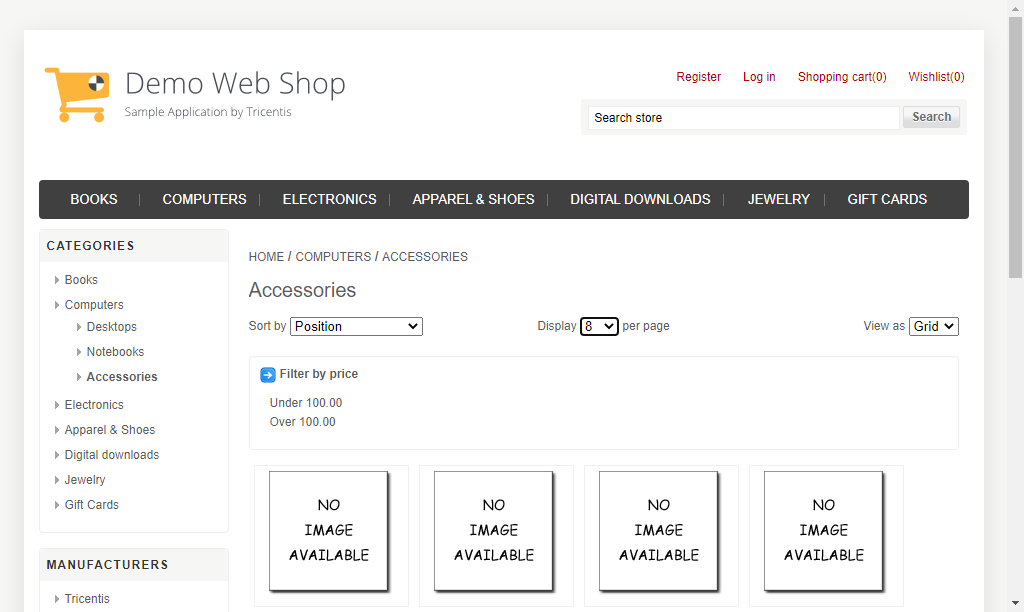 Demo Web Shop
Sample Application by Tricentis
Register Log in Shopping cart(0) Wishlist(0)
Search store Search
BOOKS | COMPUTERS | ELECTRONICS | APPAREL & SHOES | DIGITAL DOWNLOADS | JEWELRY | GIFT CARDS
CATEGORIES
Books
Computers
Desktops
Notebooks
Accessories
Electronics
Apparel & Shoes
Digital downloads
Jewelry
Gift Cards
MANUFACTURERS
Tricentis
HOME / COMPUTERS / ACCESSORIES
Accessories
Sort by Position Display 8 per page View as Grid
Filter by price
Under 100.00
Over 100.00
NO
IMAGE
AVAILABLE
NO
IMAGE
AVAILABLE
NO
IMAGE
AVAILABLE
NO
IMAGE
AVAILABLE